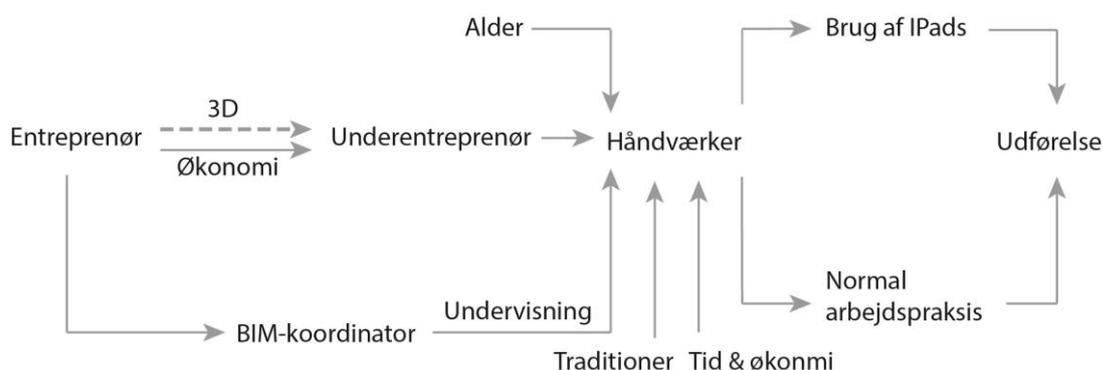 Alder
Brug af IPads
3D
Entreprenør
Underentreprenør
Håndværker
Udførelse
Økonomi
Normal
arbejdspraksis
Undervisning
BIM-koordinator
Traditioner
Tid & økonmi